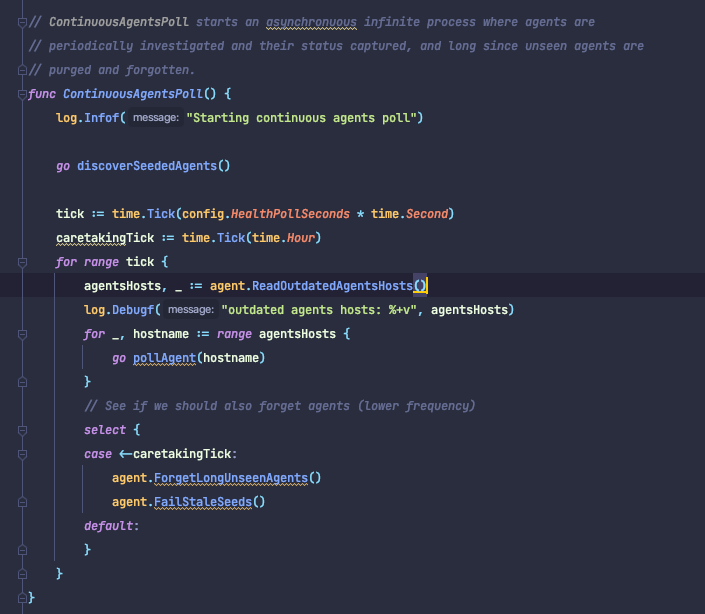 // ContinuousAgentsPoll starts an asynchronuous infinite process where agents are
// periodically investigated and their status captured, and long since unseen agents are
// purged and forgotten.
func ContinuousAgentsPoll() {
log.Infof( message: "Starting continuous agents poll")
go discoverSeededAgents()
tick := time.Tick(config.HealthPollSeconds * time.Second)
caretakingTick := time.Tick(time.Hour)
for range tick {
agentsHosts, _ := agent.ReadOutdatedAgentsHosts()
log.Debugf( message: "outdated agents hosts: %+v", agentsHosts)
for _, hostname := range agentsHosts {
go pollAgent(hostname)
}
// See if we should also forget agents (lower frequency)
select {
case <-caretakingTick:
agent.ForgetLongUnseenAgents()
agent.FailStaleSeeds()
default:
}
}
}